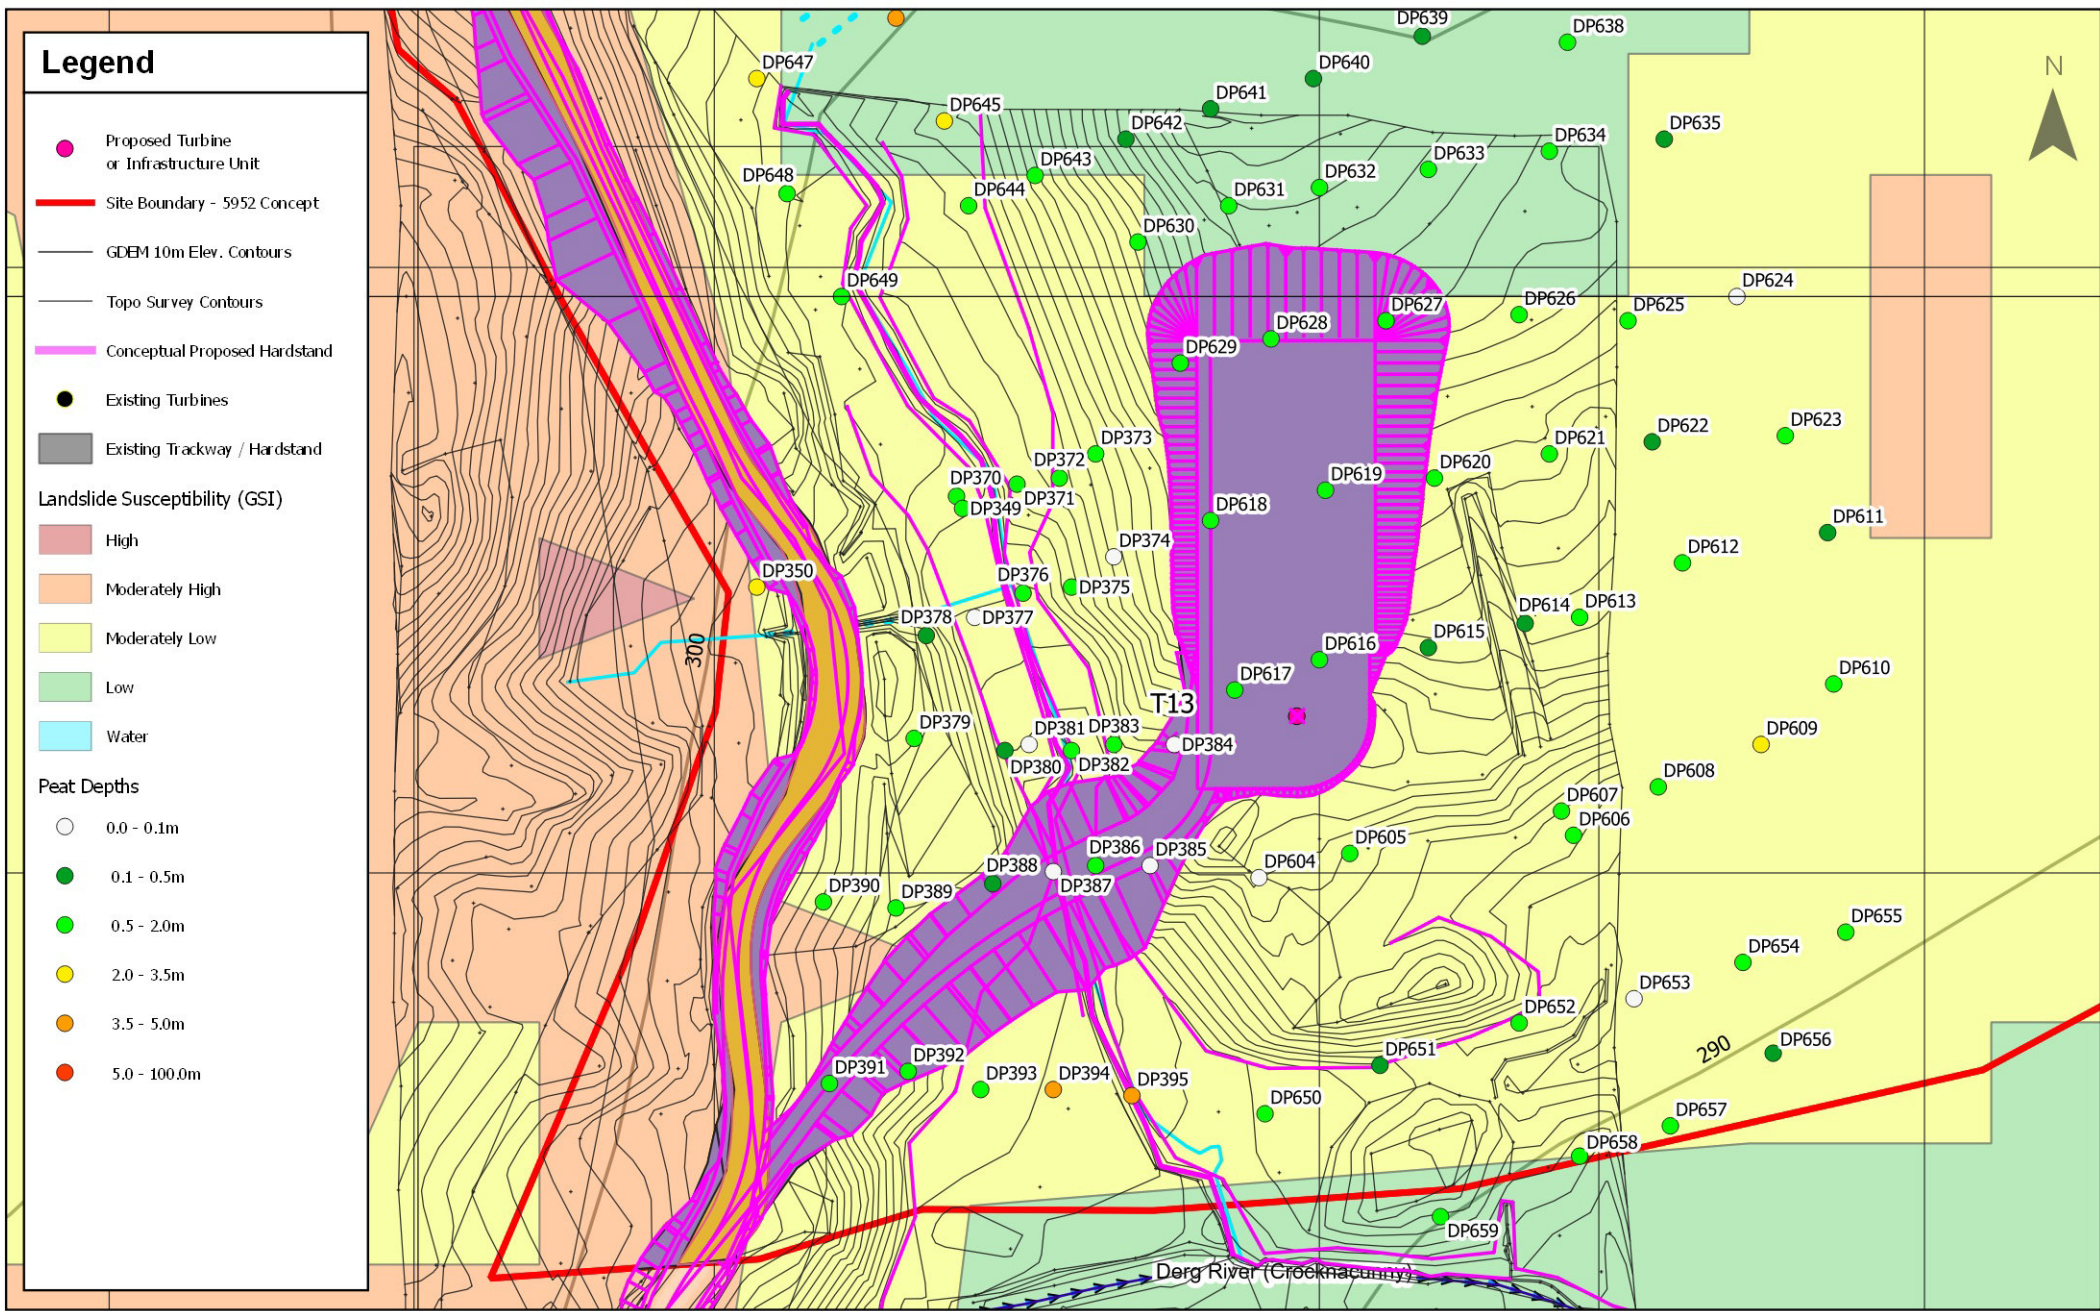 Legend
Proposed Turbine
or Infrastructure Unit
Site Boundary - 5952 Concept
GDEM 10m Elev. Contours
Topo Survey Contours
Conceptual Proposed Hardstand
Existing Turbines
Existing Trackway / Hardstand
Landslide Susceptibility (GSI)
High
Moderately High
Moderately Low
Low
Water
Peat Depths
0.0 - 0.1m
0.1 - 0.5m
0.5 - 2.0m
2.0 - 3.5m
3.5 - 5.0m
5.0 - 100.0m
N
DP639
DP638
DP647
DP640
DP641
DP645
DP642
DP634
DP635
DP643
DP633
DP648
DP644
DP632
DP631
DP630
DP649
DP624
DP626
DP625
DP627
DP628
DP629
DP373
DP372
DP370
DP371
DP349
DP621
DP622
DP623
DP620
DP619
DP618
DP611
DP374
DP612
DP350
DP376
DP375
DP378
DP377
DP614
DP613
DP615
300
DP616
DP610
DP617
T13
DP379
DP381
DP383
DP384
DP380
DP382
DP609
DP608
DP607
DP606
DP605
DP386
DP385
DP388
DP387
DP604
DP390
DP389
DP655
DP654
DP653
DP652
290
DP651
DP656
DP392
DP391
DP393
DP394
DP395
DP650
DP657
DP658
DP659
Derg River (Crocknacunny)